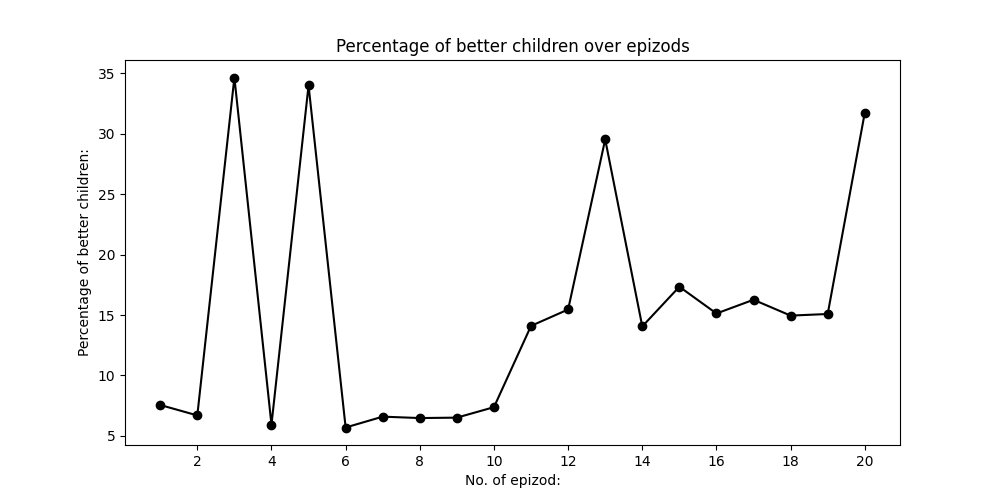 Percentage of better children over epizods
Percentage of better children:
35
30
25
20
15
10
5
2 4 6 8 10 12 14 16 18 20
No. of epizod: